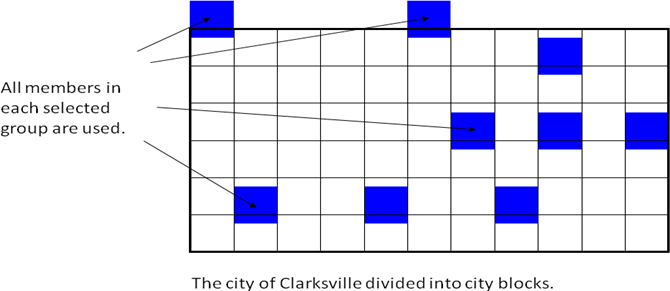 All members in
each selected
group are used.
The city of Clarksville divided into city blocks.